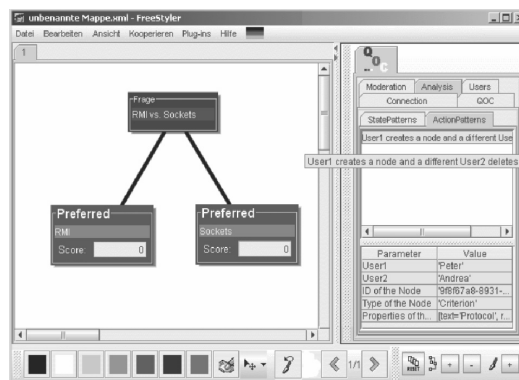 unbenannte Mappe.xml - FreeStyler
Datei Bearbeiten Ansicht Kooperieren Plug-ins Hilfe
1
Frage
RMI vs. Sockets
Preferred
RMI
Score: 0
Preferred
Sockets
Score: 0
QOC
Moderation Analysis Users
Connection QOC
StatePatterns ActionPatterns
User1 creates a node and a different Use
User1 creates a node and a different User2 deletes
Parameter Value
User1 'Peter'
User2 'Andrea'
ID of the Node '9f8f67a8-8931-...
Type of the Node 'Criterion'
Properties of th... [text='Protocol', r...
1/1
RESET